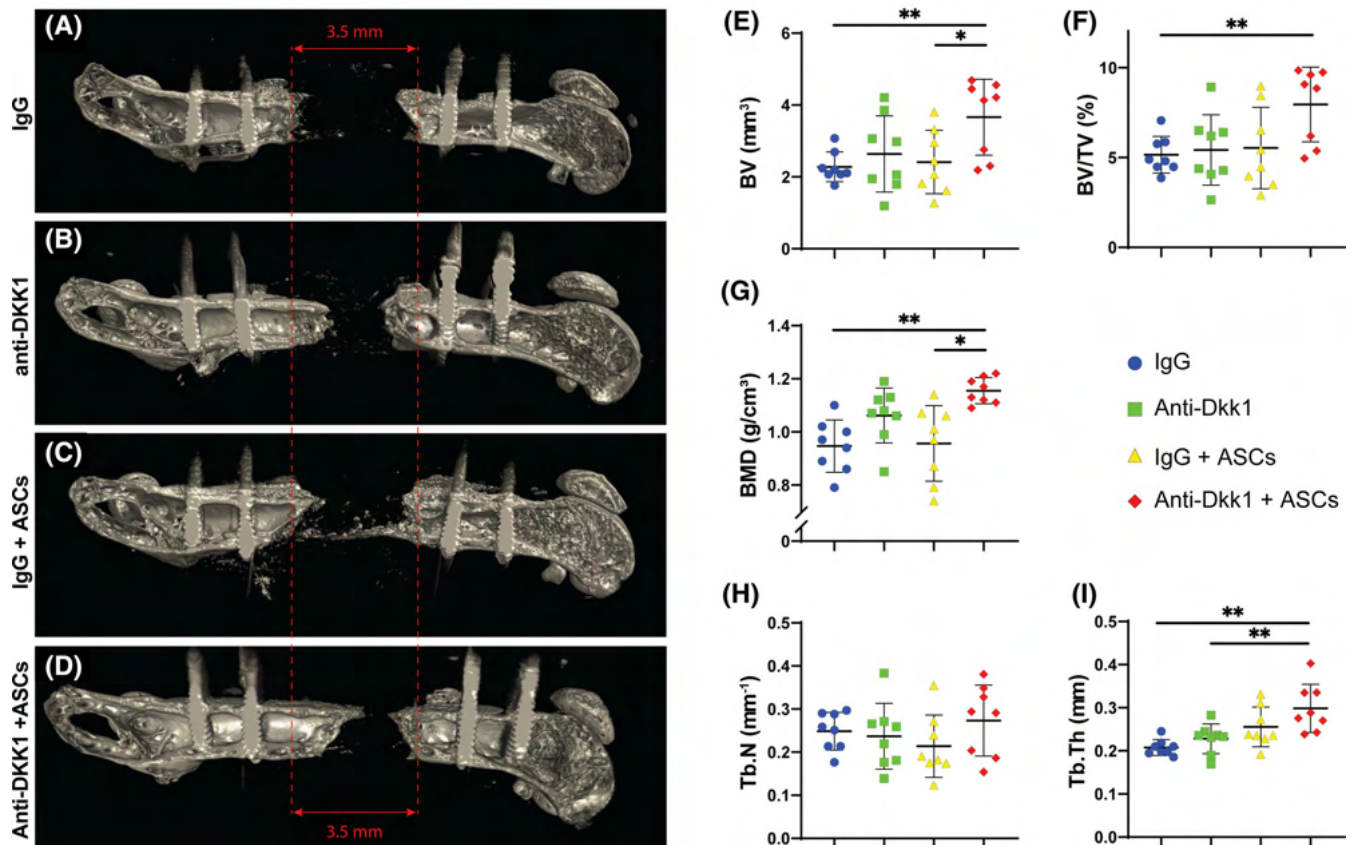 (A)
3.5 mm
IgG
(B)
anti-DKK1
(C)
IgG + ASCs
(D)
3.5 mm
Anti-DKK1 +ASCs
(E)
**
*
6
4
2
0
BV (mm³)
(F)
**
10
5
0
BV/TV (%)
(G)
**
*
1.4
1.2
1.0
0.8
0
BMD (g/cm³)
IgG
Anti-Dkk1
IgG + ASCs
Anti-Dkk1 + ASCs
(H)
0.5
0.4
0.3
0.2
0.1
0.0
Tb.N (mm⁻¹)
(I)
**
**
0.5
0.4
0.3
0.2
0.1
0.0
Tb.Th (mm)